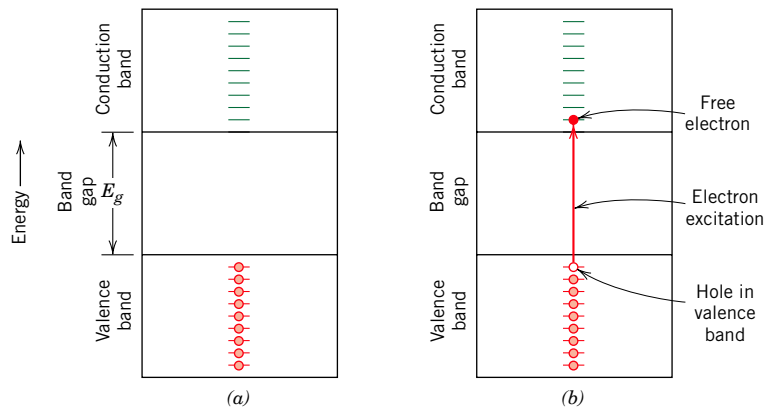 Energy
Conduction
band
Band
gap
E_g
Valence
band
(a)
Conduction
band
Band
gap
Valence
band
(b)
Free
electron
Electron
excitation
Hole in
valence
band